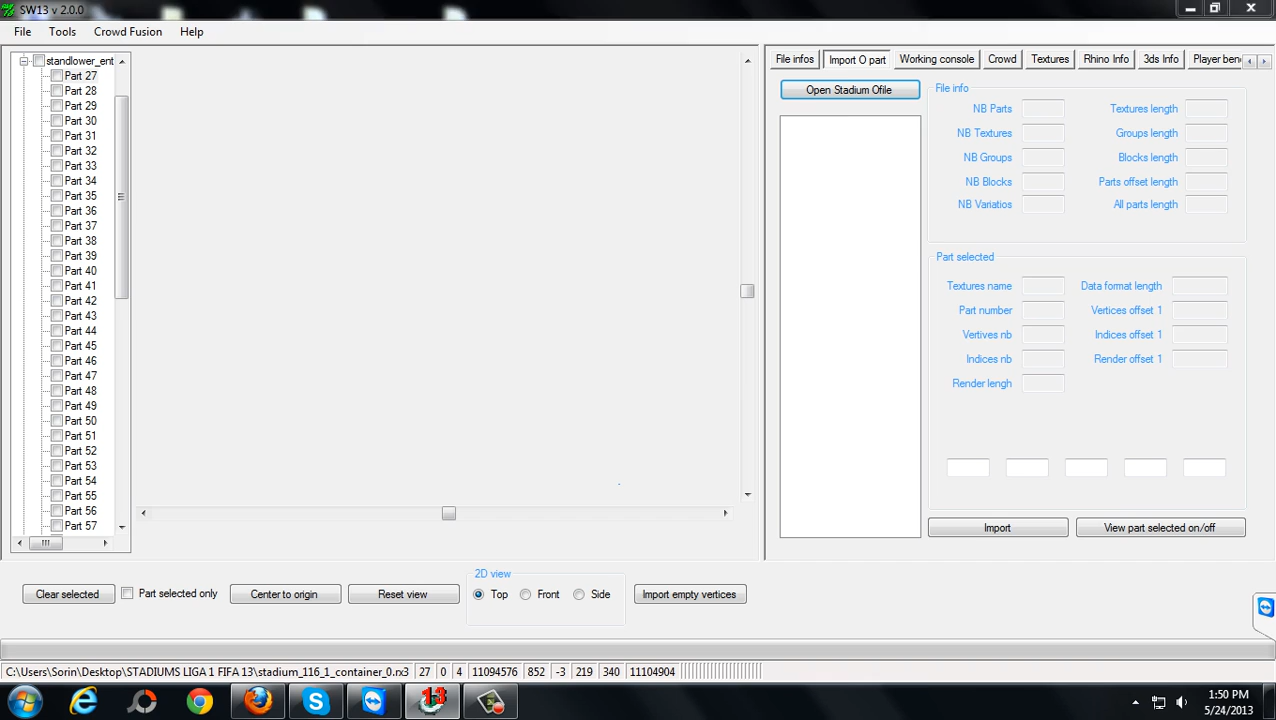 SW13 v 2.0.0
File Tools Crowd Fusion Help
standlower_ent
Part 27
Part 28
Part 29
Part 30
Part 31
Part 32
Part 33
Part 34
Part 35
Part 36
Part 37
Part 38
Part 39
Part 40
Part 41
Part 42
Part 43
Part 44
Part 45
Part 46
Part 47
Part 48
Part 49
Part 50
Part 51
Part 52
Part 53
Part 54
Part 55
Part 56
Part 57
File infos Import O part Working console Crowd Textures Rhino Info 3ds Info Player benc
Open Stadium Ofile
File info
NB Parts Textures length
NB Textures Groups length
NB Groups Blocks length
NB Blocks Parts offset length
NB Variatios All parts length
Part selected
Textures name Data format length
Part number Vertices offset 1
Vertives nb Indices offset 1
Indices nb Render offset 1
Render lengh
Import View part selected on/off
Clear selected Part selected only Center to origin Reset view
2D view
Top Front Side
Import empty vertices
C:\Users\Sorin\Desktop\STADIUMS LIGA 1 FIFA 13\stadium_116_1_container_0.rx3 27 0 4 11094576 852 -3 219 340 11104904
13
1:50 PM
5/24/2013